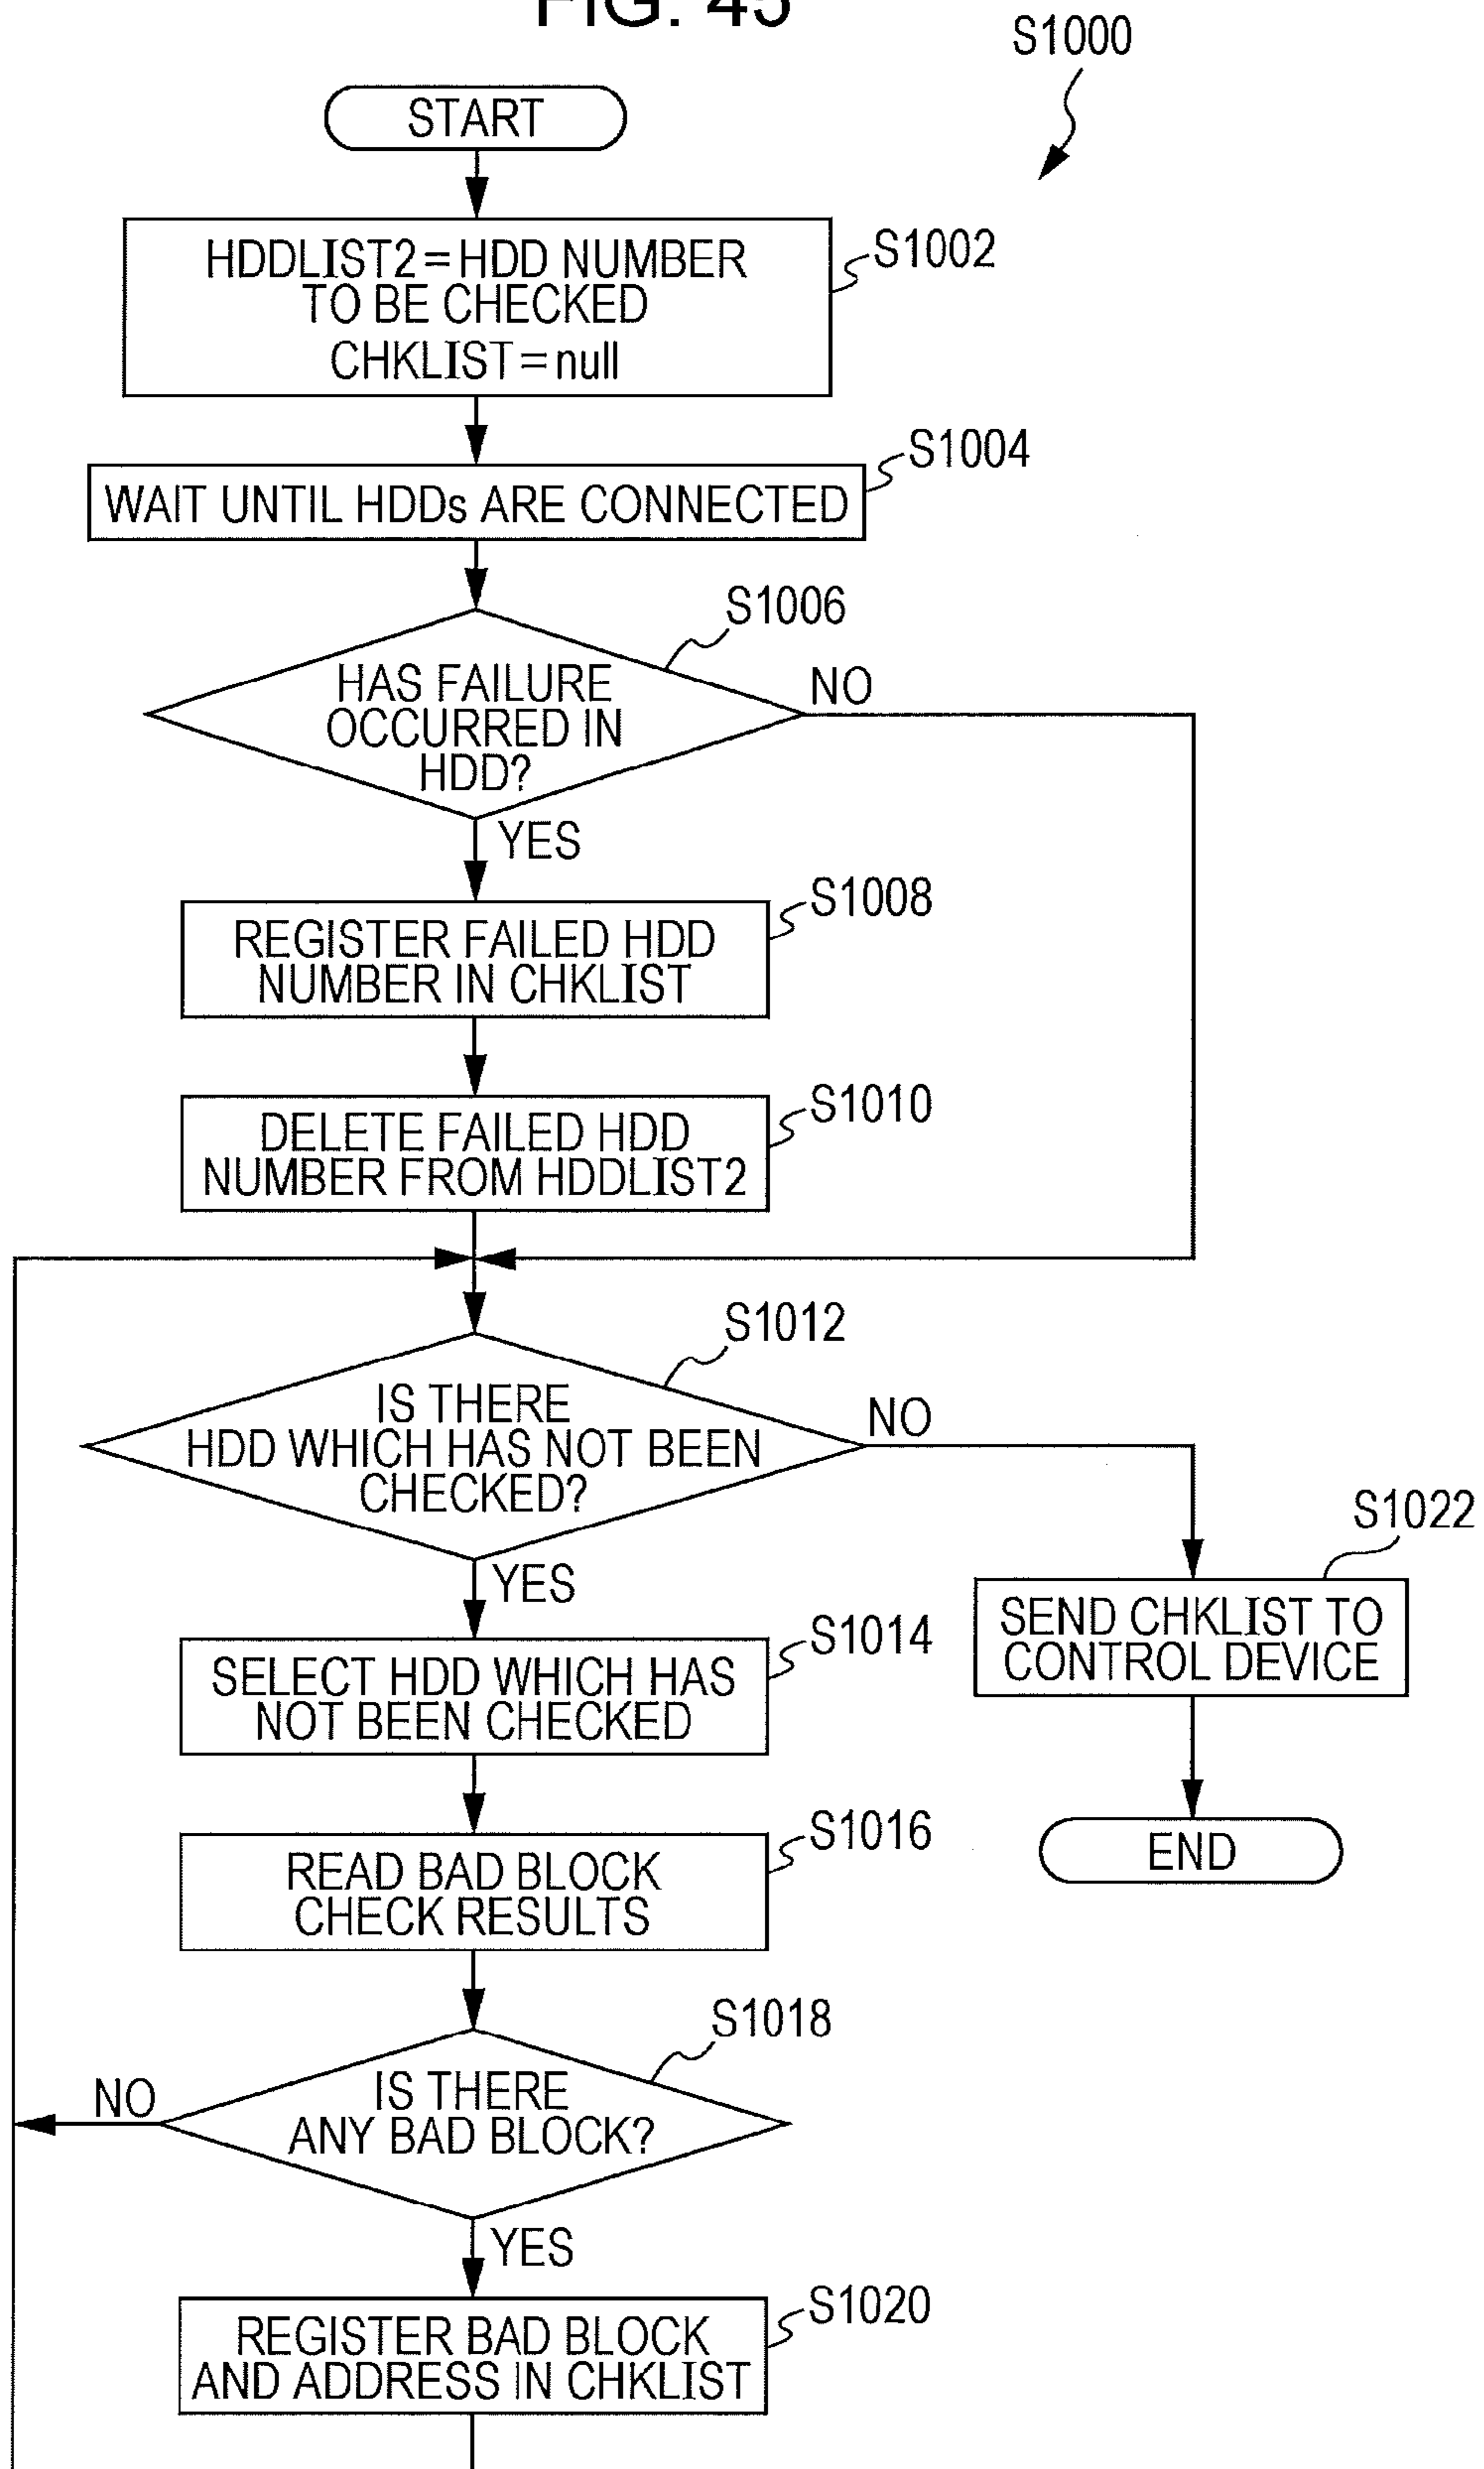 FIG. 45
S1000
START
HDDLIST2=HDD NUMBER
TO BE CHECKED
CHKLIST=null
S1002
WAIT UNTIL HDDs ARE CONNECTED
S1004
S1006
HAS FAILURE
OCCURRED IN
HDD?
NO
YES
REGISTER FAILED HDD
NUMBER IN CHKLIST
S1008
DELETE FAILED HDD
NUMBER FROM HDDLIST2
S1010
S1012
IS THERE
HDD WHICH HAS NOT BEEN
CHECKED?
NO
YES
S1022
SEND CHKLIST TO
CONTROL DEVICE
END
SELECT HDD WHICH HAS
NOT BEEN CHECKED
S1014
READ BAD BLOCK
CHECK RESULTS
S1016
S1018
IS THERE
ANY BAD BLOCK?
NO
YES
REGISTER BAD BLOCK
AND ADDRESS IN CHKLIST
S1020